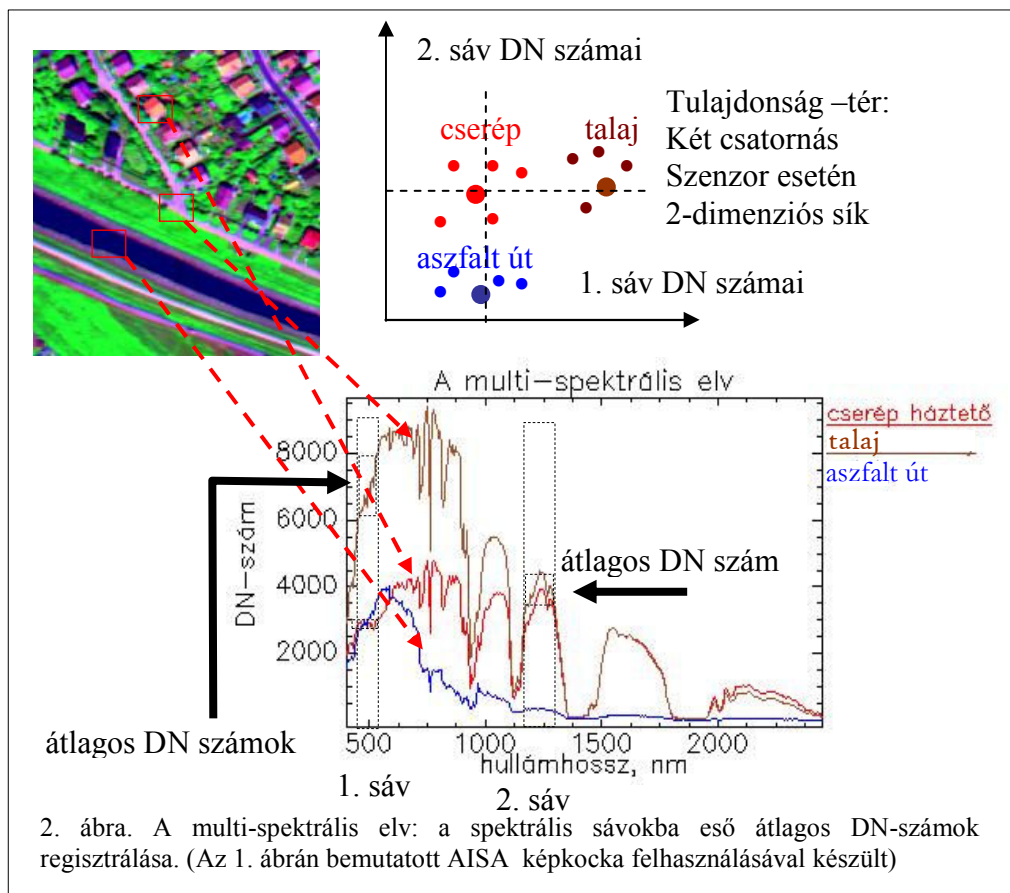 2. sáv DN számai
cserép
talaj
Tulajdonság –tér:
Két csatornás
Szenzor esetén
2-dimenziós sík
aszfalt út
1. sáv DN számai
A multi–spektrális elv
cserép háztető
talaj
aszfalt út
8000
6000
4000
2000
DN–szám
átlagos DN szám
átlagos DN számok
500
1000
1500
2000
hullámhossz, nm
1. sáv
2. sáv
2. ábra. A multi-spektrális elv: a spektrális sávokba eső átlagos DN-számok
regisztrálása. (Az 1. ábrán bemutatott AISA képkocka felhasználásával készült)